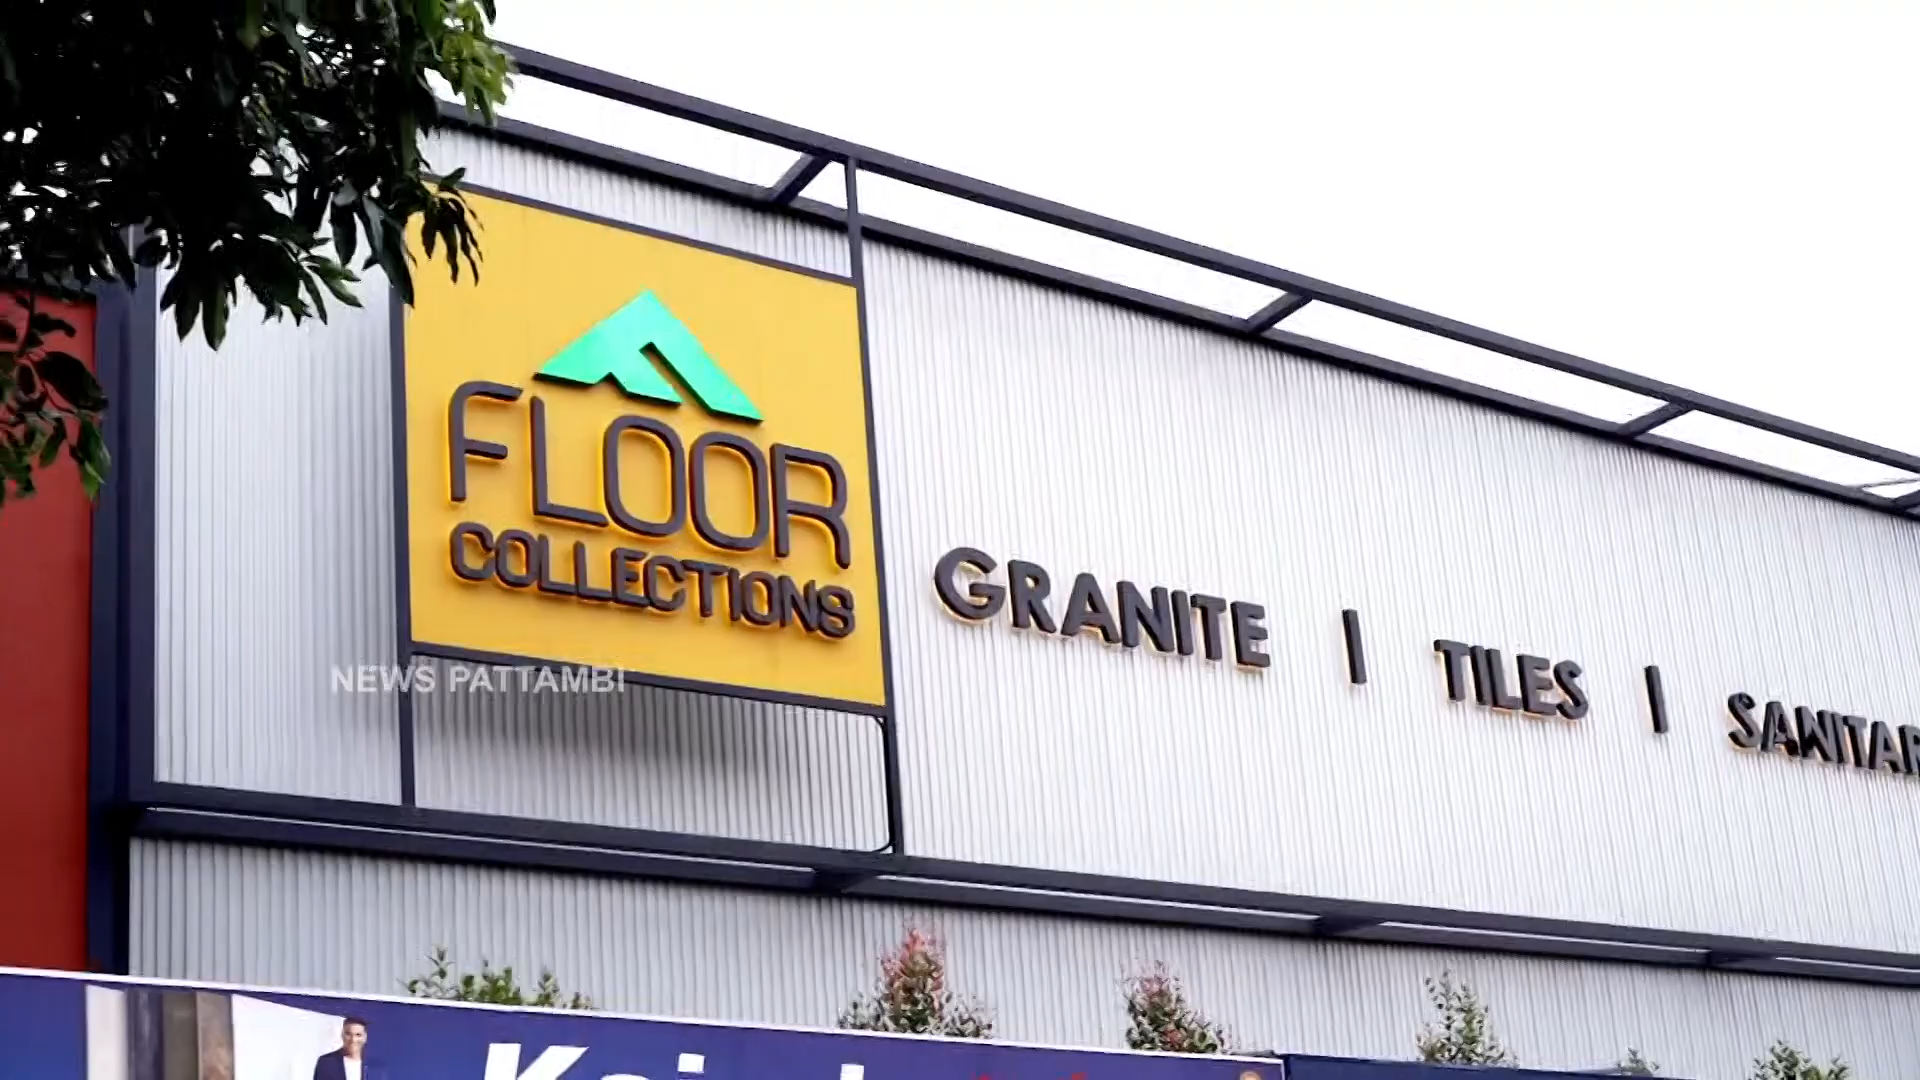 FLOOR
COLLECTIONS
GRANITE | TILES | SANITAR
NEWS PATTAMBI